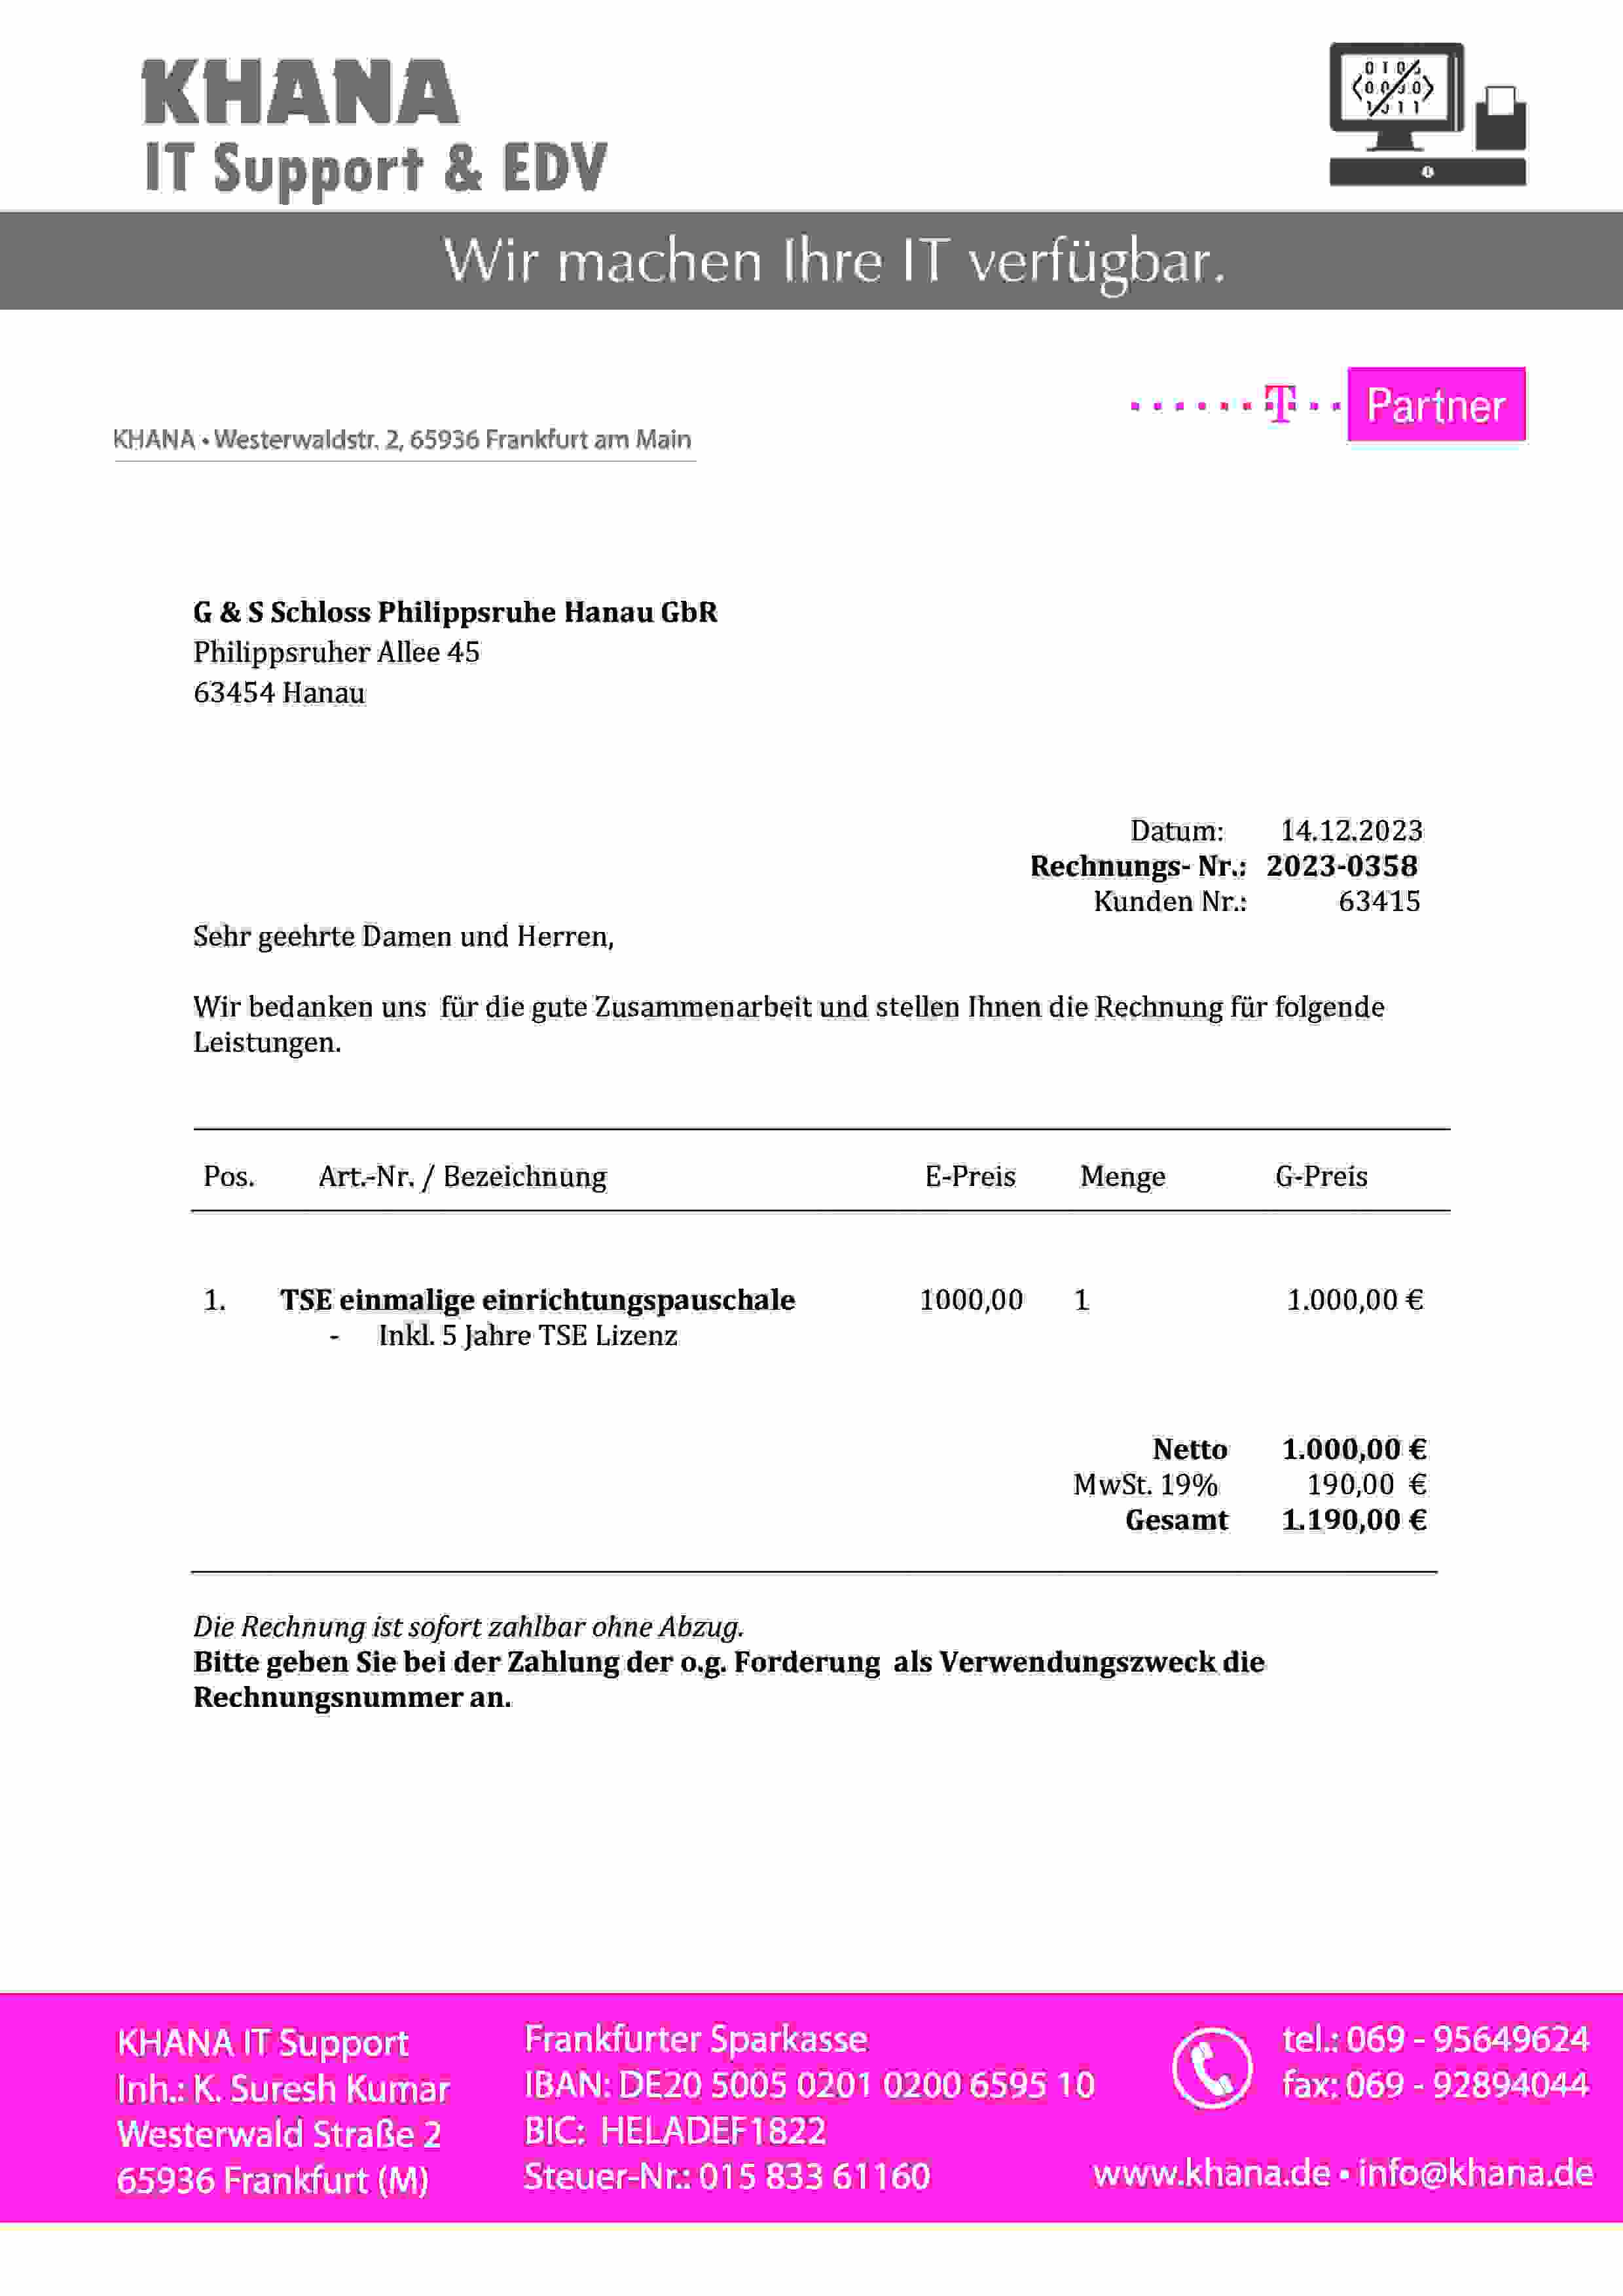 KHANA
IT Support & EDV
Wir machen Ihre IT verfügbar.
T Partner
KHANA • Westerwaldstr. 2, 65936 Frankfurt am Main
G & S Schloss Philippsruhe Hanau GbR
Philippsruher Allee 45
63454 Hanau
Datum: 14.12.2023
Rechnungs- Nr.: 2023-0358
Kunden Nr.: 63415
Sehr geehrte Damen und Herren,
Wir bedanken uns für die gute Zusammenarbeit und stellen Ihnen die Rechnung für folgende
Leistungen.
Pos. Art.-Nr. / Bezeichnung E-Preis Menge G-Preis
1. TSE einmalige einrichtungspauschale 1000,00 1 1.000,00 €
- Inkl. 5 Jahre TSE Lizenz
Netto 1.000,00 €
MwSt. 19% 190,00 €
Gesamt 1.190,00 €
Die Rechnung ist sofort zahlbar ohne Abzug.
Bitte geben Sie bei der Zahlung der o.g. Forderung als Verwendungszweck die
Rechnungsnummer an.
KHANA IT Support
Inh.: K. Suresh Kumar
Westerwald Straße 2
65936 Frankfurt (M)
Frankfurter Sparkasse
IBAN: DE20 5005 0201 0200 6595 10
BIC: HELADEF1822
Steuer-Nr.: 015 833 61160
tel.: 069 - 95649624
fax: 069 - 92894044
www.khana.de • info@khana.de